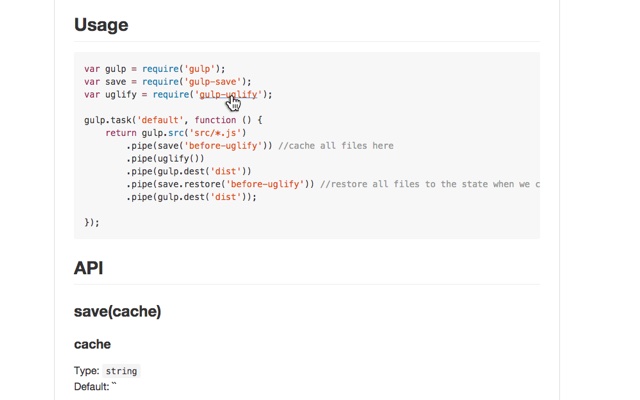 Usage
var gulp = require('gulp');
var save = require('gulp-save');
var uglify = require('gulp-uglify');
gulp.task('default', function () {
return gulp.src('src/*.js')
.pipe(save('before-uglify')) //cache all files here
.pipe(uglify())
.pipe(gulp.dest('dist'))
.pipe(save.restore('before-uglify')) //restore all files to the state when we c
.pipe(gulp.dest('dist'));
});
API
save(cache)
cache
Type: string
Default: ``